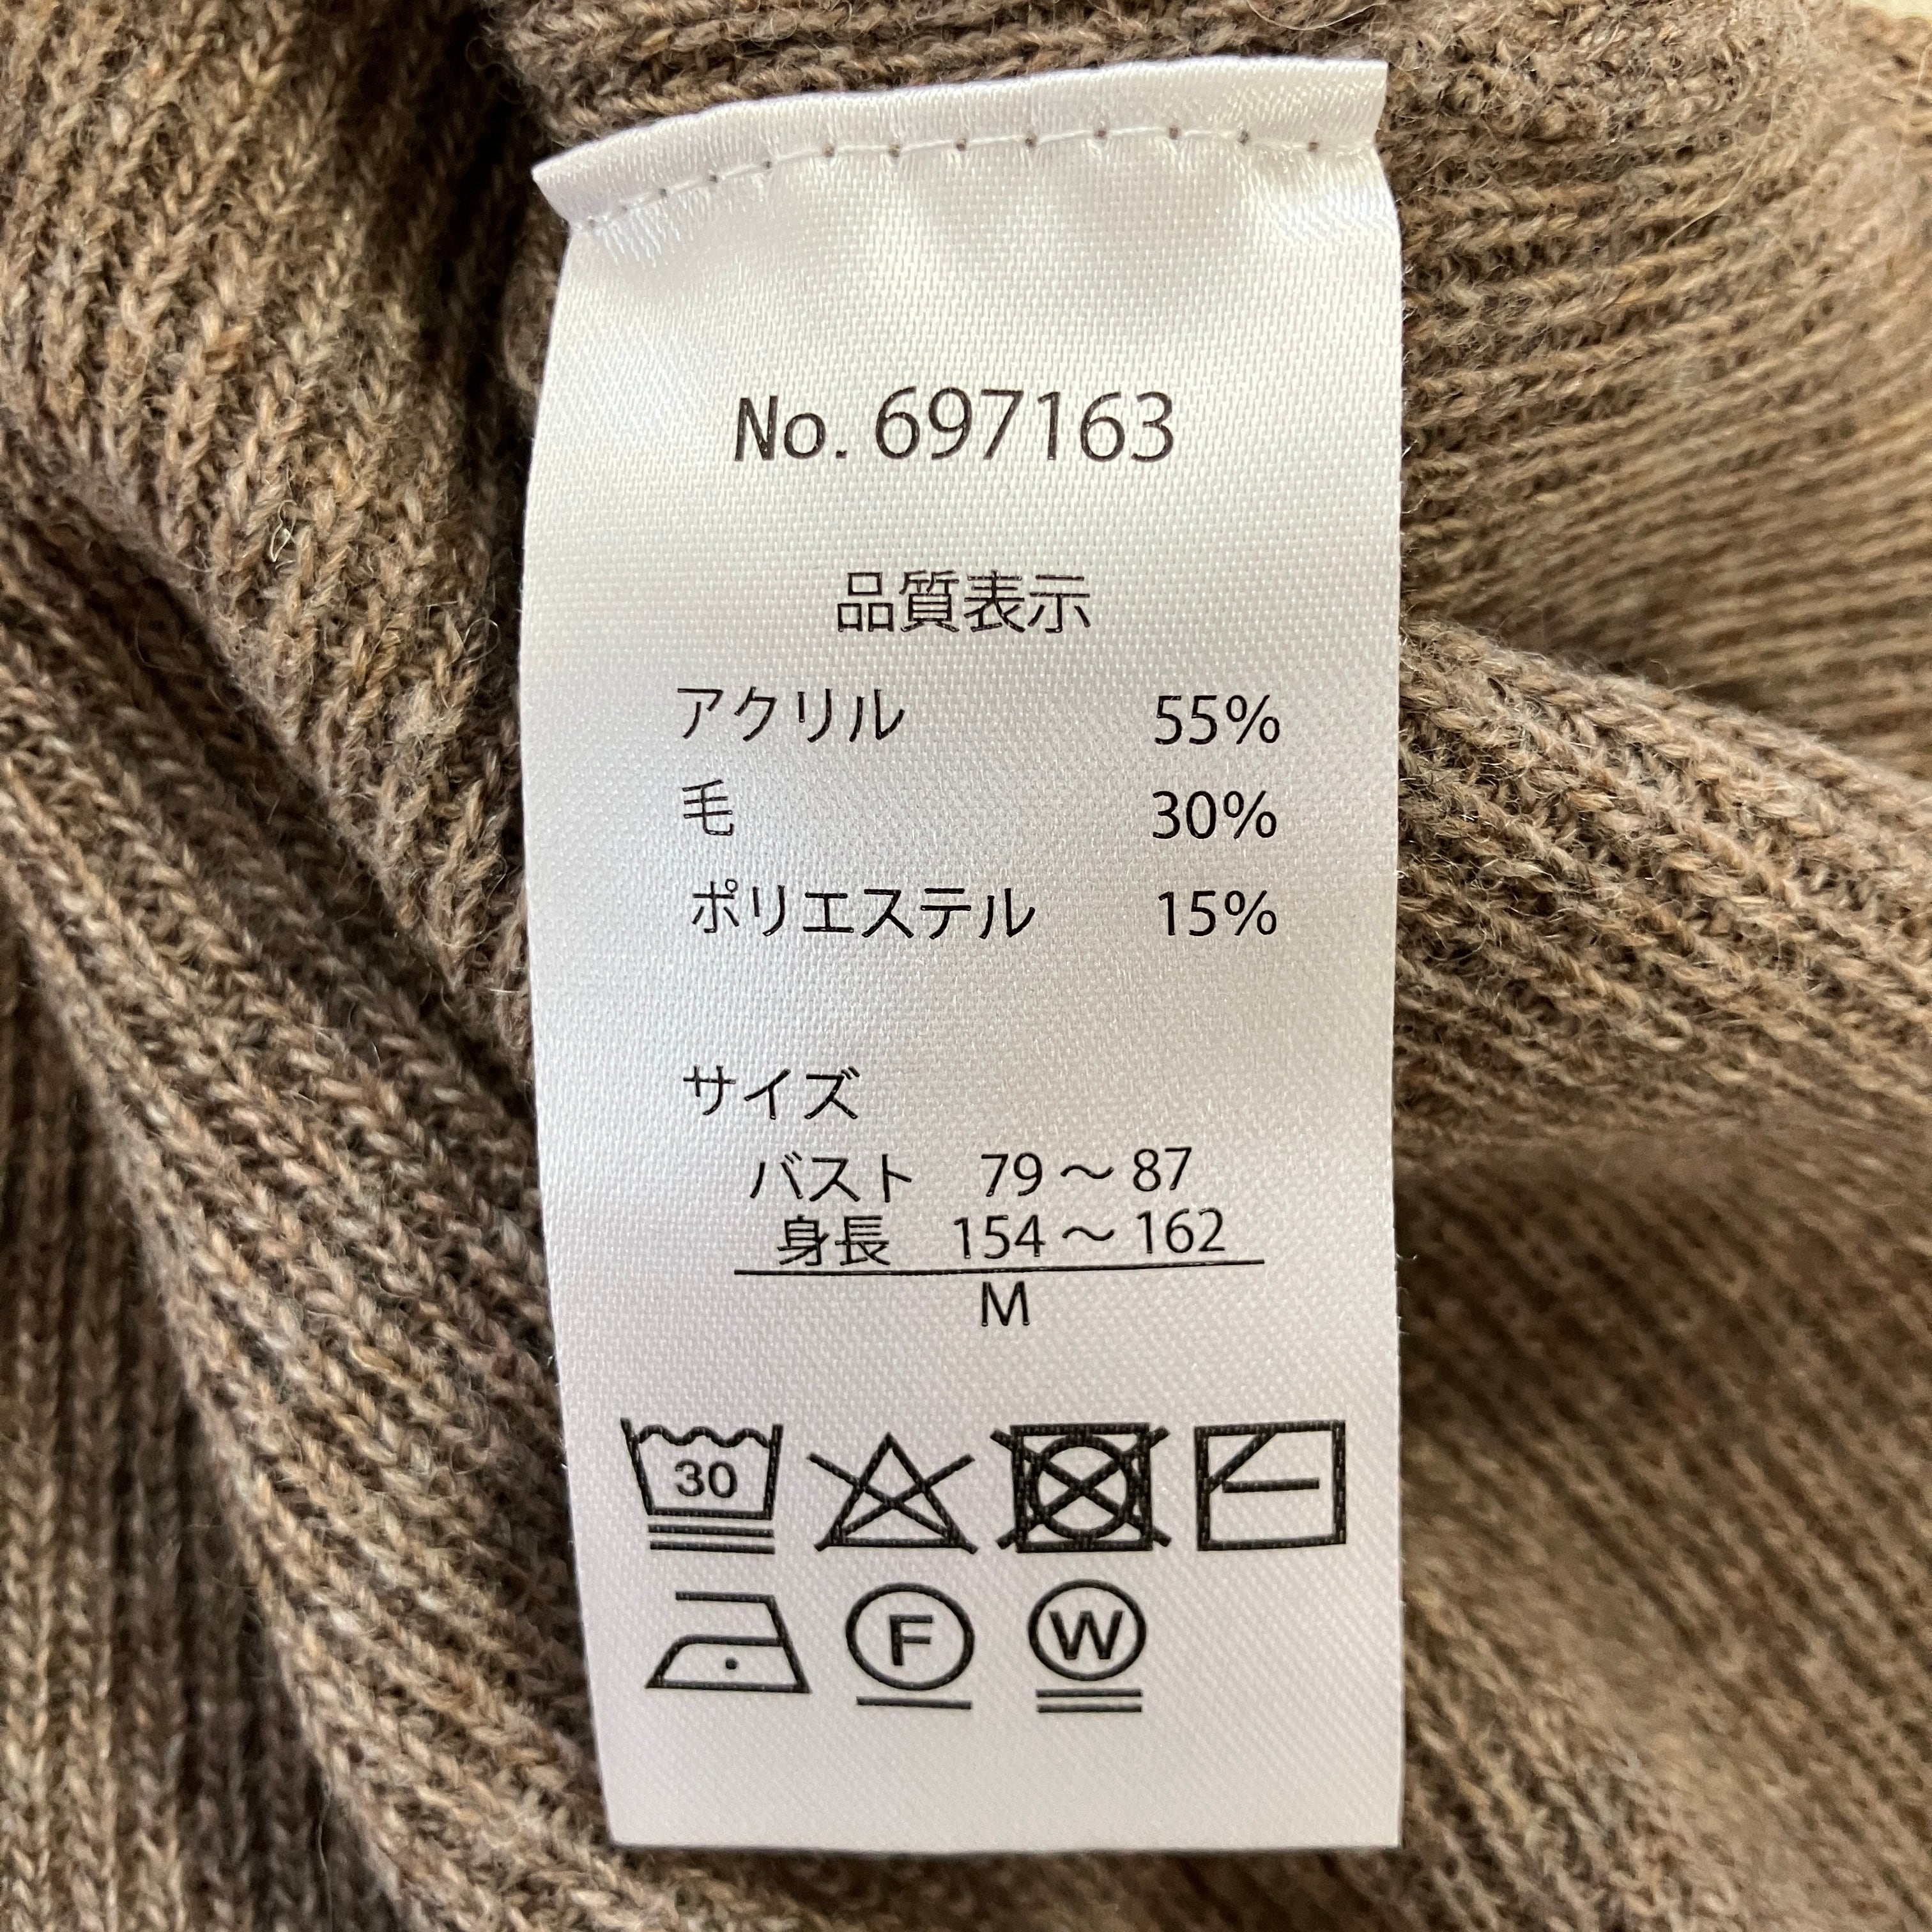 No. 697163
品質表示
アクリル 55%
毛 30%
ポリエステル 15%
サイズ
バスト 79～87
身長 154～162
M
30
F W